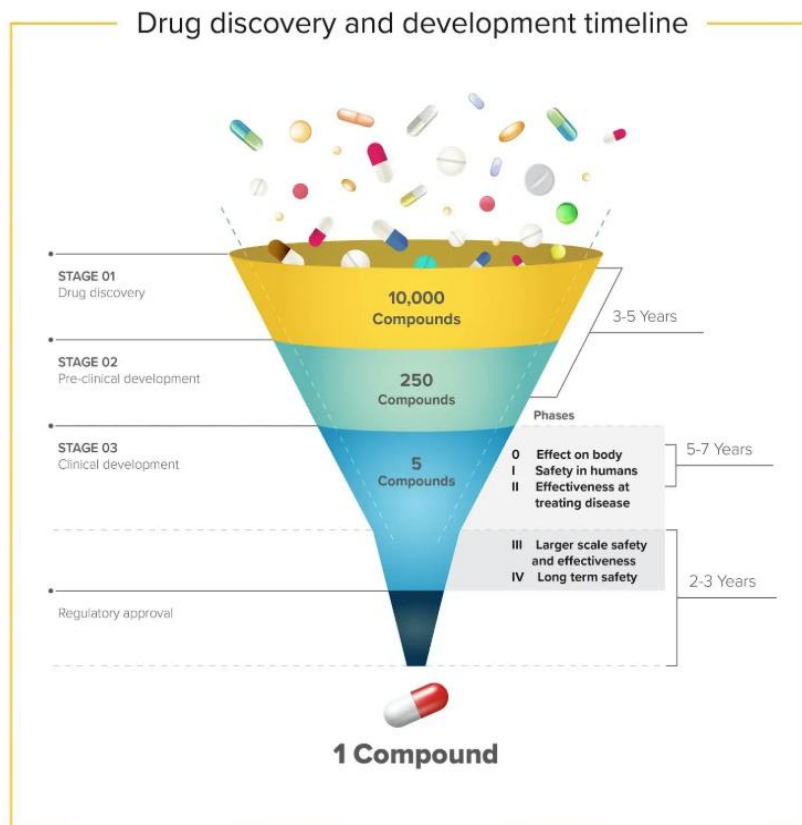 Drug discovery and development timeline
STAGE 01
Drug discovery
10,000
Compounds
3-5 Years
STAGE 02
Pre-clinical development
250
Compounds
Phases
STAGE 03
Clinical development
5
Compounds
0 Effect on body
I Safety in humans
II Effectiveness at
treating disease
5-7 Years
III Larger scale safety
and effectiveness
IV Long term safety
2-3 Years
Regulatory approval
1 Compound